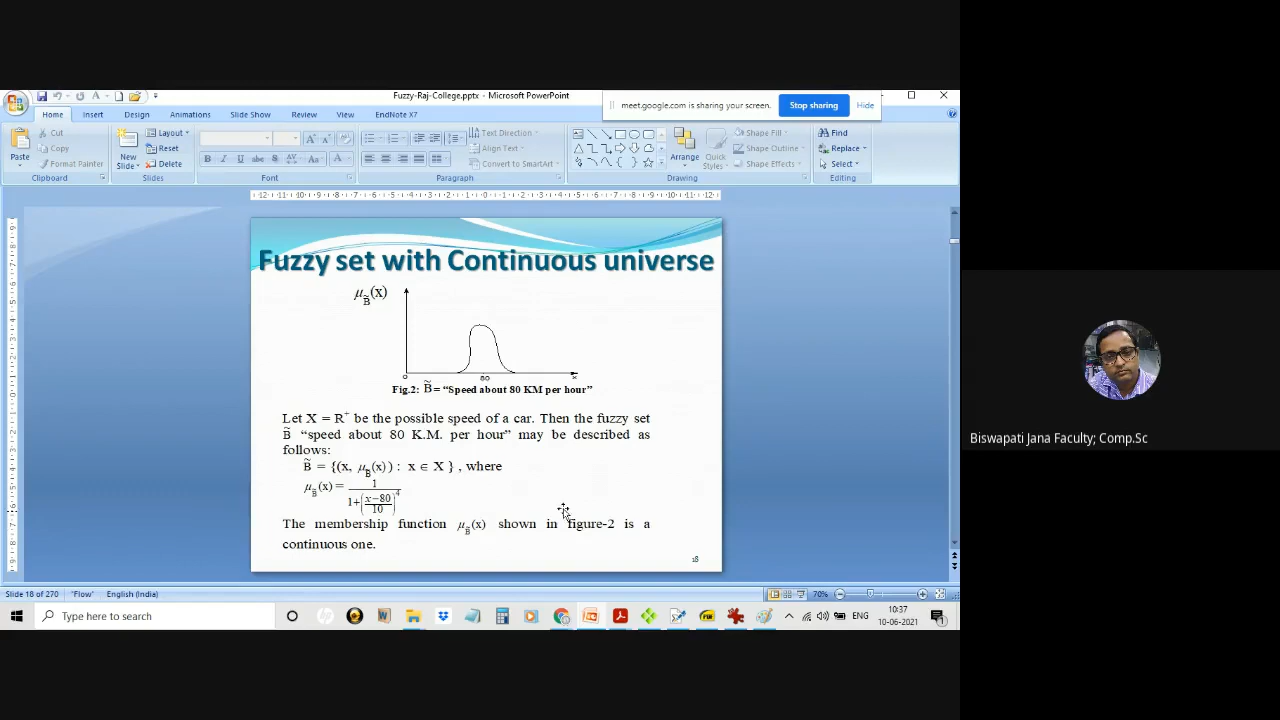 Fuzzy-Raj-College.pptx - Microsoft PowerPoint
meet.google.com is sharing your screen.
Stop sharing
Hide
Home Insert Design Animations Slide Show Review View EndNote X7
Paste
Cut
Copy
Format Painter
Clipboard
New
Slide
Layout
Reset
Delete
Slides
B I U abc S AV Aa A
Font
Text Direction
Align Text
Convert to SmartArt
Paragraph
Arrange
Quick
Styles
Shape Fill
Shape Outline
Shape Effects
Drawing
Find
Replace
Select
Editing
Fuzzy set with Continuous universe
μB̃(x)
0 80 x
Fig.2: B̃ = “Speed about 80 KM per hour”
Let X = R⁺ be the possible speed of a car. Then the fuzzy set
B̃ “speed about 80 K.M. per hour” may be described as
follows:
B̃ = {(x, μB̃(x)) : x ∈ X } , where
μB̃(x) = 1 / (1+((x−80)/10)⁴)
The membership function μB̃(x) shown in figure-2 is a
continuous one.
18
Biswapati Jana Faculty; Comp.Sc
Slide 18 of 270 "Flow" English (India) 70%
Type here to search
ENG
10:37
10-06-2021